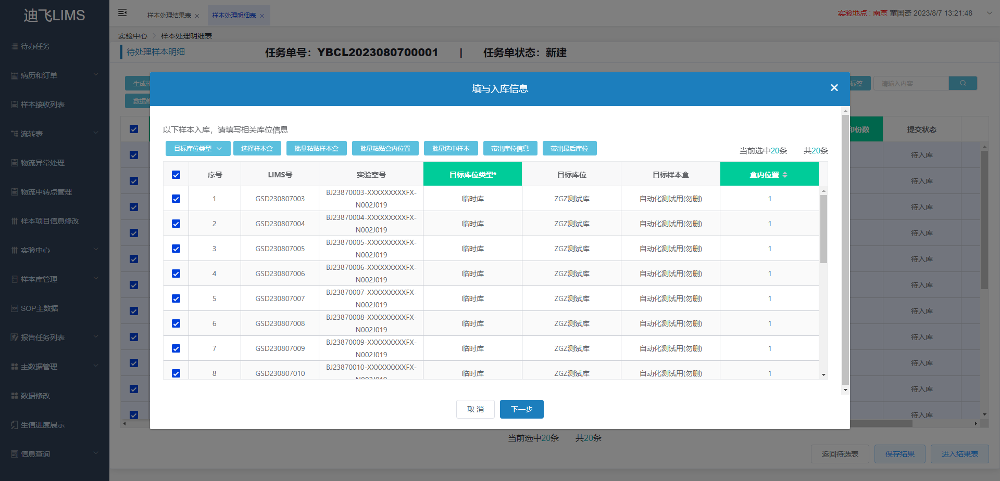 迪飞LIMS
待办任务
病历和订单
样本接收列表
流转表
物流异常处理
物流中转点管理
样本项目信息修改
实验中心
样本库管理
SOP主数据
报告任务列表
主数据管理
数据修改
生信进度展示
信息查询
样本处理结果表
样本处理明细表
实验地点 : 南京 董国奇 2023/8/7 13:21:48
实验中心 > 样本处理明细表
待处理样本明细
任务单号：YBCL2023080700001 | 任务单状态：新建
生成
标签
请输入内容
数据
印份数 提交状态
待入库
待入库
待入库
待入库
待入库
待入库
待入库
待入库
待入库
待入库
待入库
填写入库信息
以下样本入库，请填写相关库位信息
目标库位类型 选择样本盒 批量粘贴样本盒 批量粘贴盒内位置 批量选中样本 带出库位信息 带出最后库位
当前选中20条 共20条
序号 LIMS号 实验室号 目标库位类型* 目标库位 目标样本盒 盒内位置
1 GSD230807003 BJ23870003-XXXXXXXXXFX-N002J019 临时库 ZGZ测试库 自动化测试用(勿删) 1
2 GSD230807004 BJ23870004-XXXXXXXXXFX-N002J019 临时库 ZGZ测试库 自动化测试用(勿删) 1
3 GSD230807005 BJ23870005-XXXXXXXXXFX-N002J019 临时库 ZGZ测试库 自动化测试用(勿删) 1
4 GSD230807006 BJ23870006-XXXXXXXXXFX-N002J019 临时库 ZGZ测试库 自动化测试用(勿删) 1
5 GSD230807007 BJ23870007-XXXXXXXXXFX-N002J019 临时库 ZGZ测试库 自动化测试用(勿删) 1
6 GSD230807008 BJ23870008-XXXXXXXXXFX-N002J019 临时库 ZGZ测试库 自动化测试用(勿删) 1
7 GSD230807009 BJ23870009-XXXXXXXXXFX-N002J019 临时库 ZGZ测试库 自动化测试用(勿删) 1
8 GSD230807010 BJ23870010-XXXXXXXXXFX-N002J019 临时库 ZGZ测试库 自动化测试用(勿删) 1
取 消 下一步
当前选中20条 共20条
返回待选表 保存结果 进入结果表